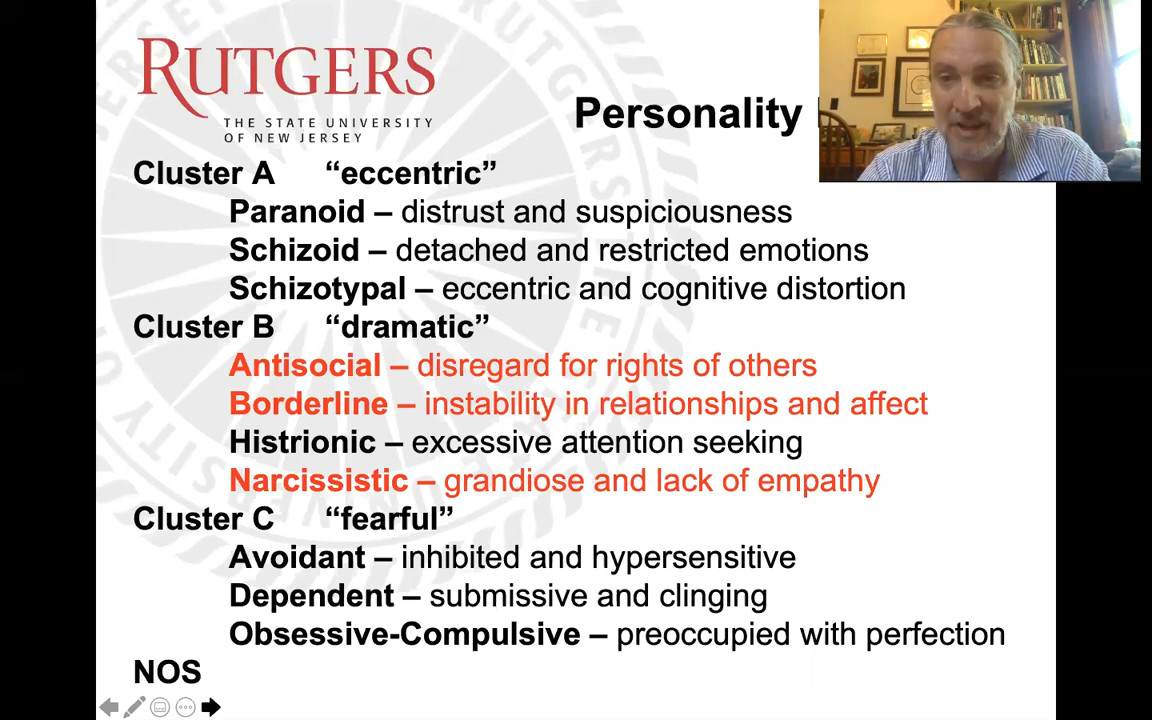 RUTGERS
THE STATE UNIVERSITY
OF NEW JERSEY
Personality
Cluster A “eccentric”
Paranoid – distrust and suspiciousness
Schizoid – detached and restricted emotions
Schizotypal – eccentric and cognitive distortion
Cluster B “dramatic”
Antisocial – disregard for rights of others
Borderline – instability in relationships and affect
Histrionic – excessive attention seeking
Narcissistic – grandiose and lack of empathy
Cluster C “fearful”
Avoidant – inhibited and hypersensitive
Dependent – submissive and clinging
Obsessive-Compulsive – preoccupied with perfection
NOS